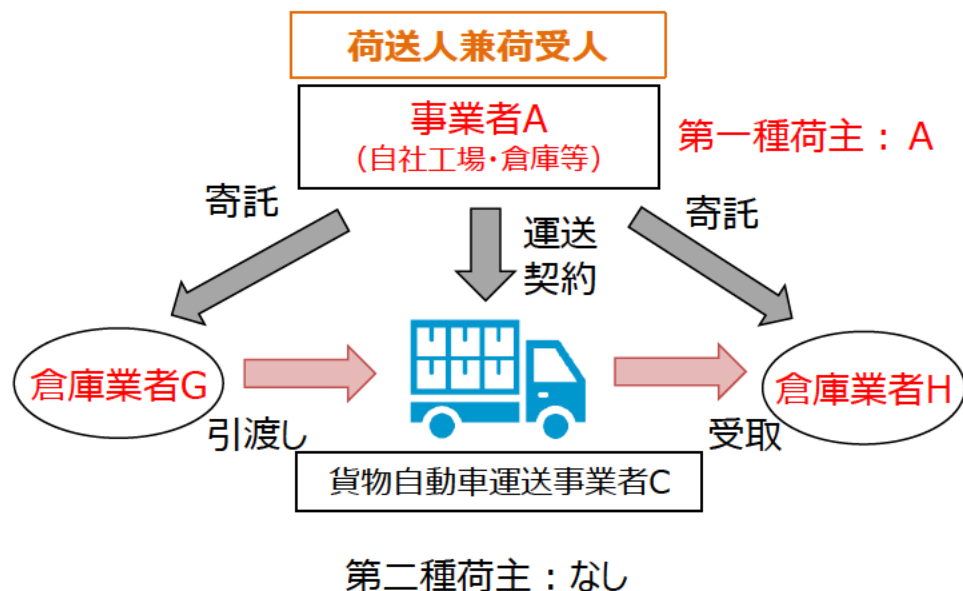 荷送人兼荷受人
事業者A
（自社工場・倉庫等）
第一種荷主：A
寄託
運送
契約
寄託
倉庫業者G
引渡し
受取
倉庫業者H
貨物自動車運送事業者C
第二種荷主：なし